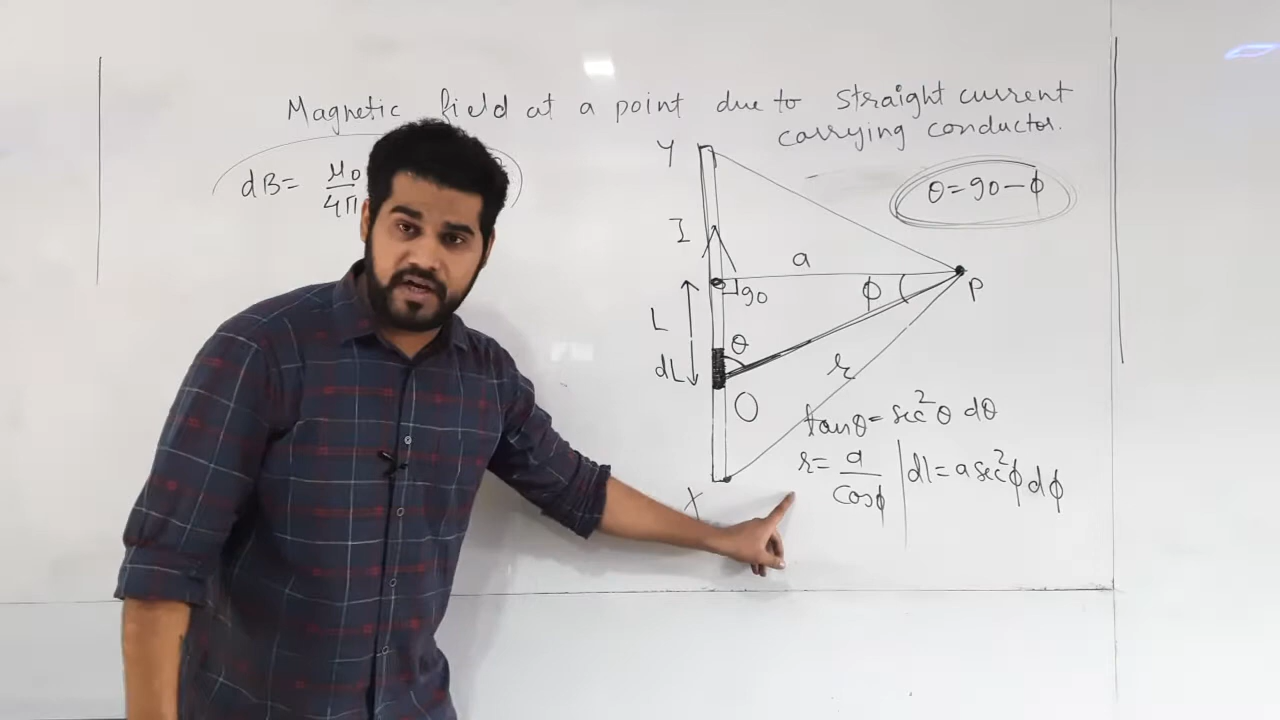 Magnetic field at a point due to straight current
carrying conductor.
dB= μ0
4π
θ=90-ϕ
Y
I
a
90
ϕ
P
L
θ
dL
r
O
tanθ= sec²θ dθ
r= a/cosϕ | dl= a sec²ϕ dϕ
X